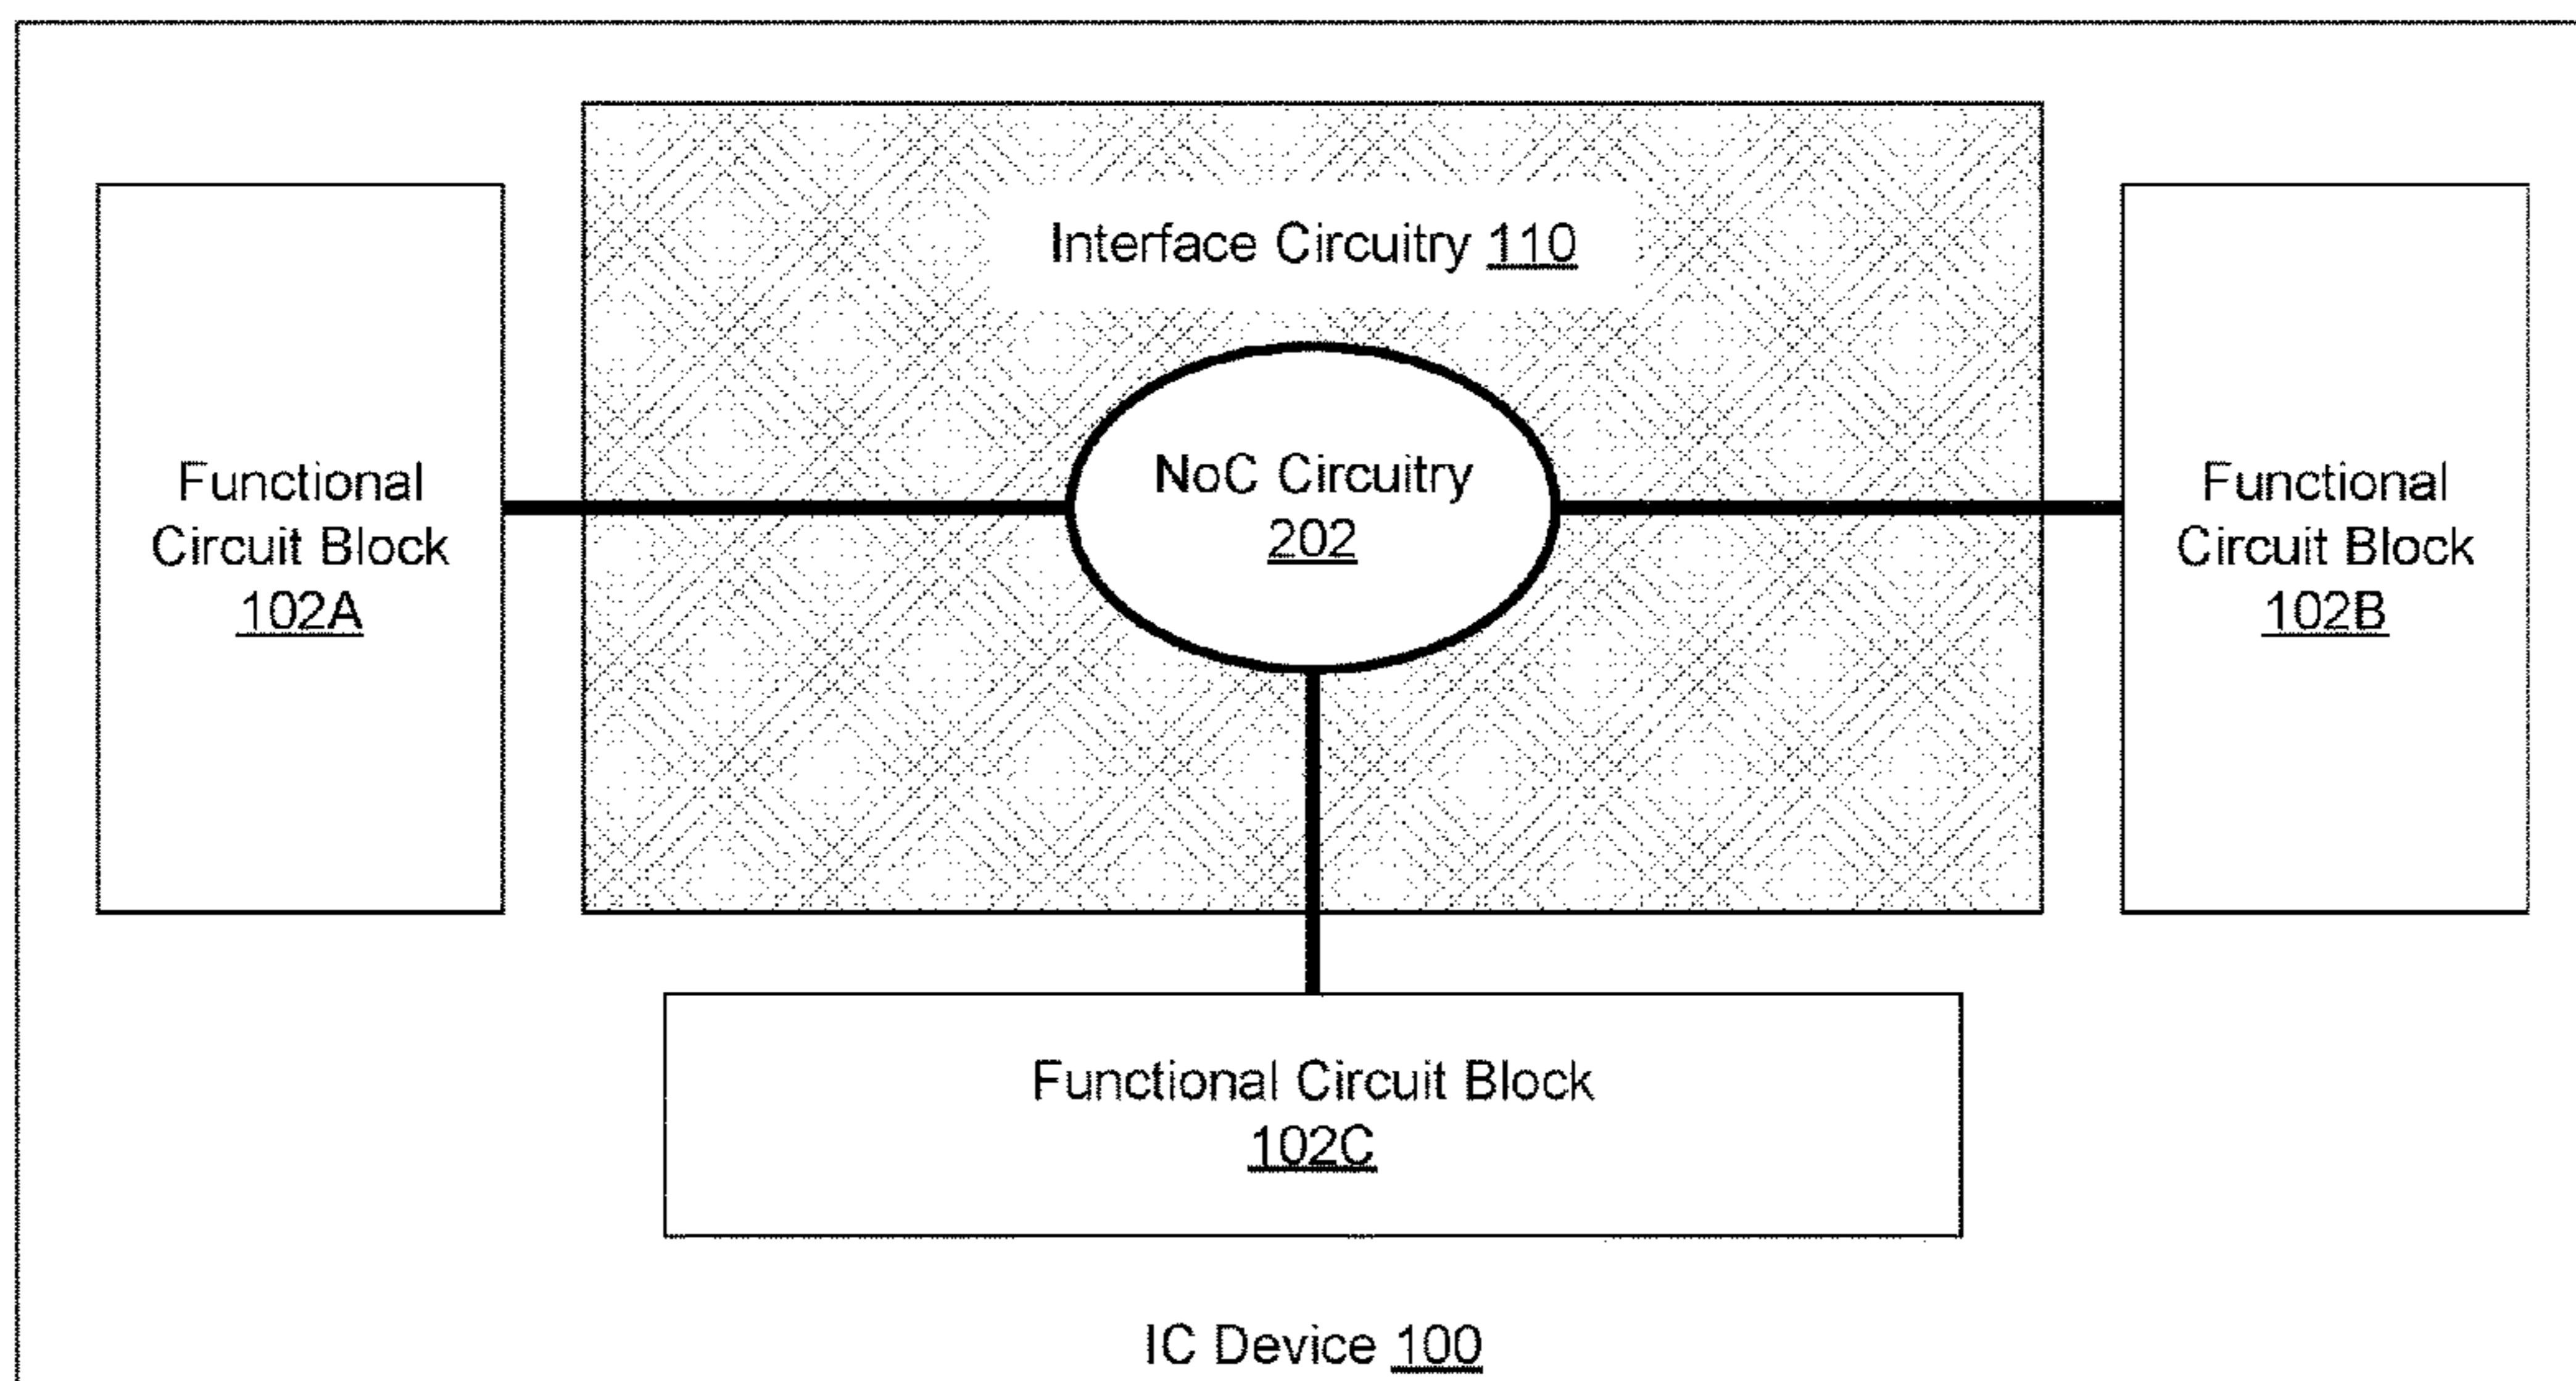 Interface Circuitry 110
Functional
Circuit Block
102A
NoC Circuitry
202
Functional
Circuit Block
102B
Functional Circuit Block
102C
IC Device 100